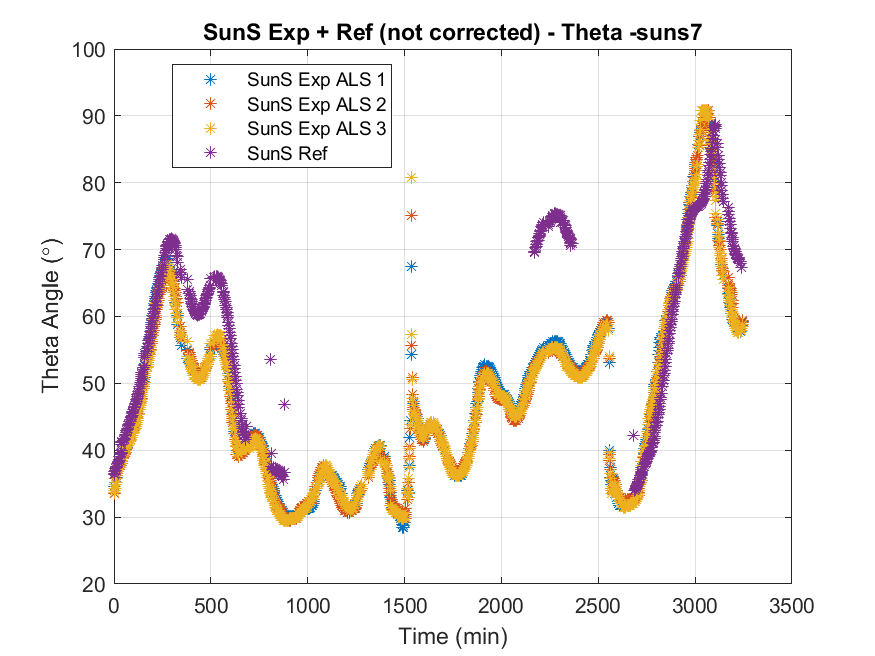 SunS Exp + Ref (not corrected) - Theta -suns7
100
90
80
70
60
50
40
30
20
Theta Angle (°)
SunS Exp ALS 1
SunS Exp ALS 2
SunS Exp ALS 3
SunS Ref
0 500 1000 1500 2000 2500 3000 3500
Time (min)